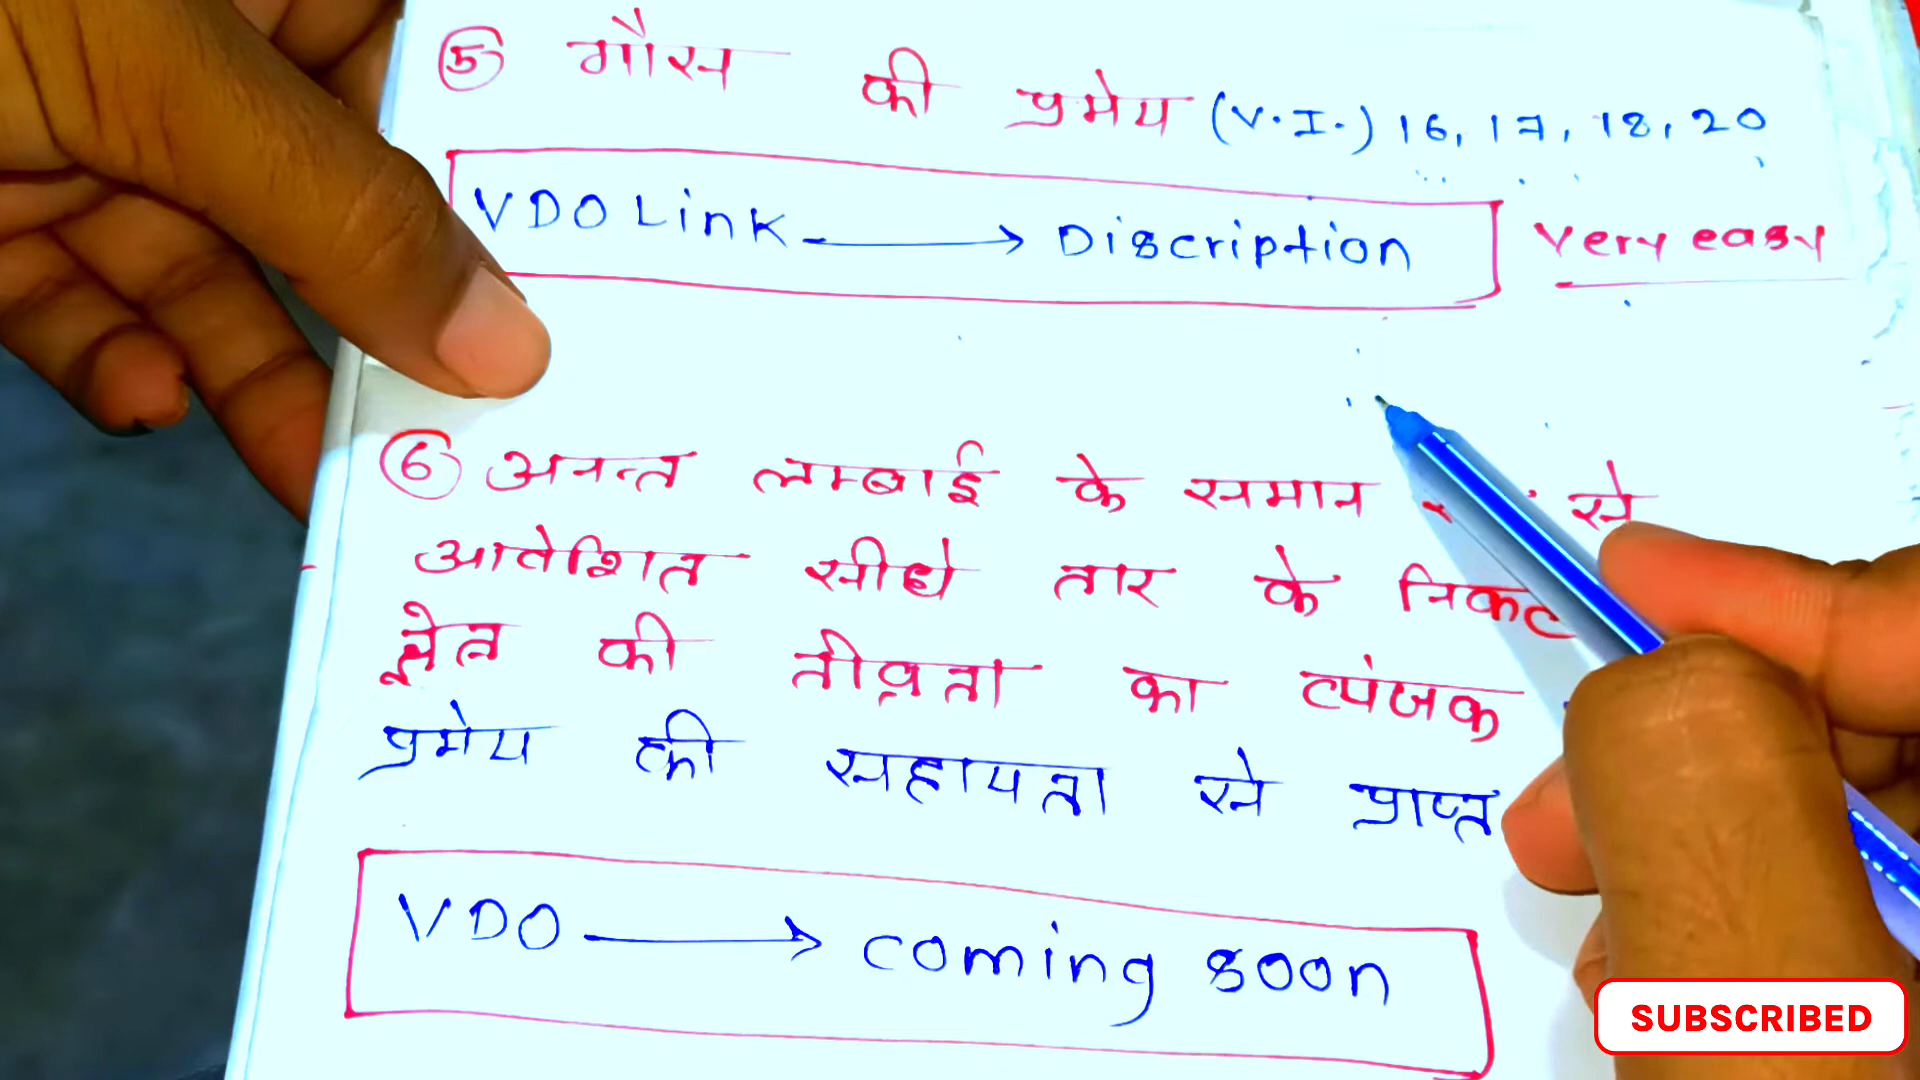 ⑤ गौस की प्रमेय (V.I.) 16, 17, 18, 20
VDO Link → Discription
Very easy
⑥ अनन्त लम्बाई के समान से
आवेशित सीधे तार के निकट
क्षेत्र की तीव्रता का व्यंजक
प्रमेय की सहायता से प्राप्त
VDO → coming soon
SUBSCRIBED